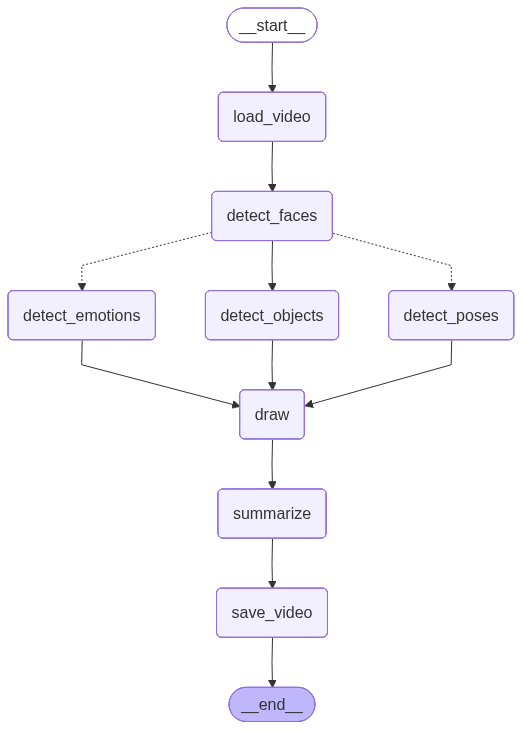 __start__
load_video
detect_faces
detect_emotions
detect_objects
detect_poses
draw
summarize
save_video
__end__